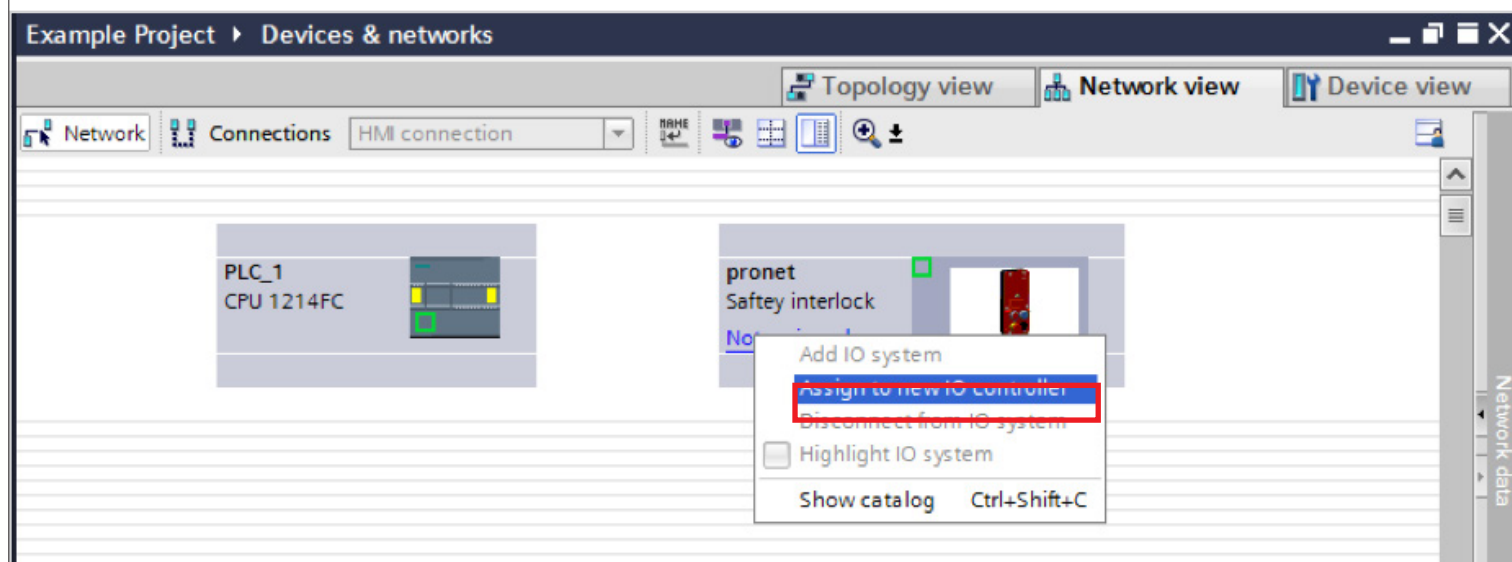 Example Project ▸ Devices & networks
Topology view
Network view
Device view
Network
Connections
HMI connection
NAME
PLC_1
CPU 1214FC
pronet
Saftey interlock
Add IO system
Assign to new IO controller
Disconnect from IO system
Highlight IO system
Show catalog Ctrl+Shift+C
Network data